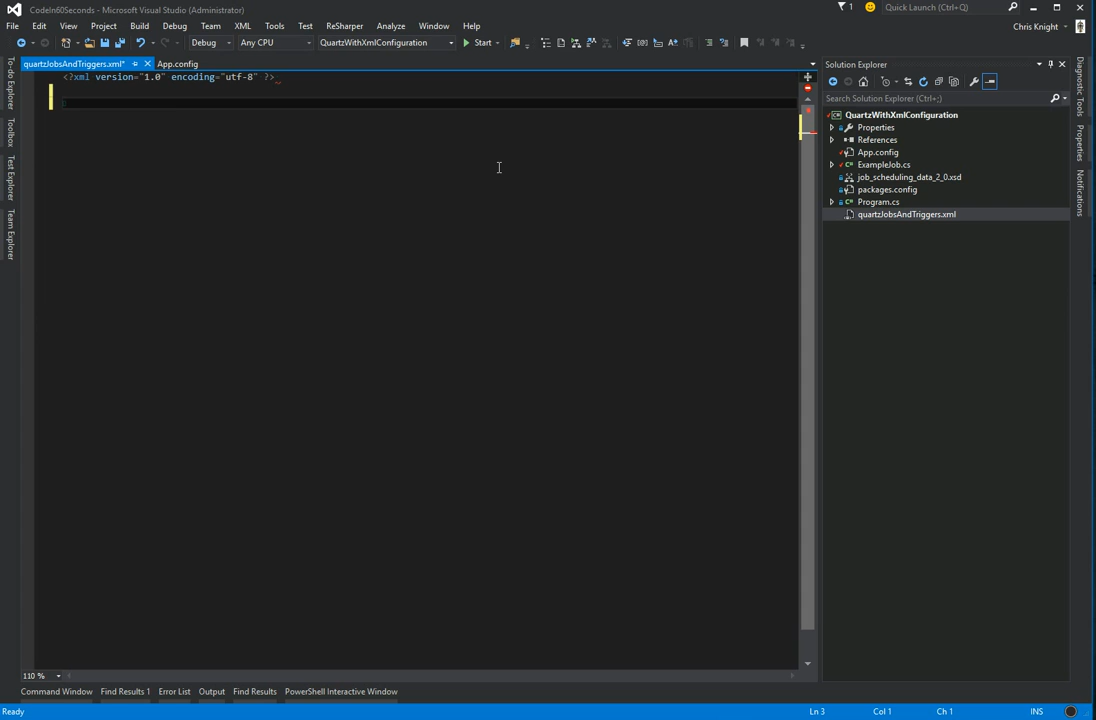 CodeIn60Seconds - Microsoft Visual Studio (Administrator)
1
Quick Launch (Ctrl+Q)
File Edit View Project Build Debug Team XML Tools Test ReSharper Analyze Window Help
Chris Knight
Debug Any CPU QuartzWithXmlConfiguration Start
quartzJobsAndTriggers.xml* App.config
Solution Explorer
<?xml version="1.0" encoding="utf-8" ?>
Search Solution Explorer (Ctrl+;)
QuartzWithXmlConfiguration
Properties
References
App.config
ExampleJob.cs
job_scheduling_data_2_0.xsd
packages.config
Program.cs
quartzJobsAndTriggers.xml
To-do Explorer
Toolbox
Test Explorer
Team Explorer
Diagnostic Tools
Properties
Notifications
110 %
Command Window Find Results 1 Error List Output Find Results PowerShell Interactive Window
Ready Ln 3 Col 1 Ch 1 INS